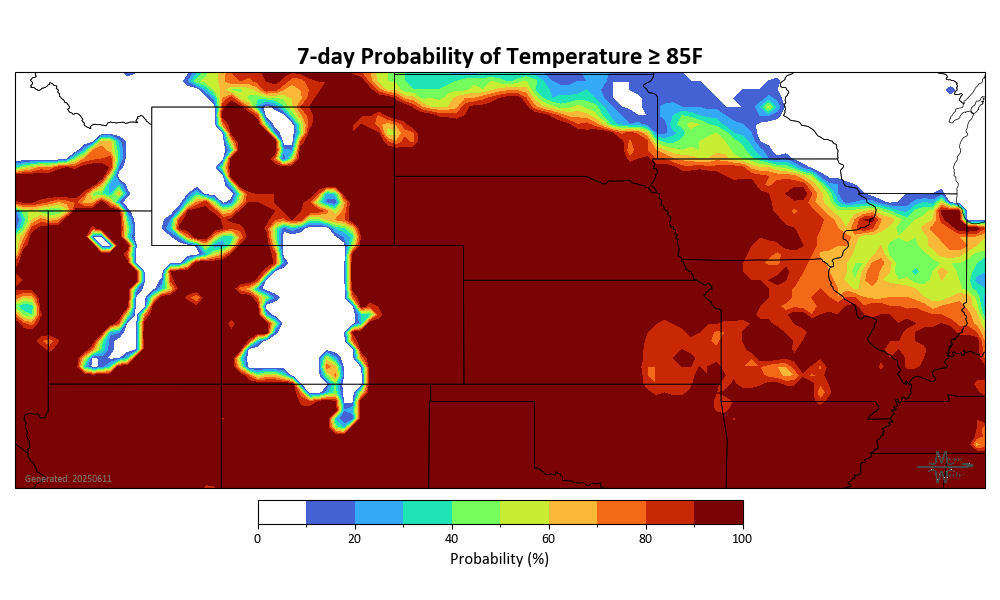 7-day Probability of Temperature ≥ 85F
Generated: 20250611
0 20 40 60 80 100
Probability (%)